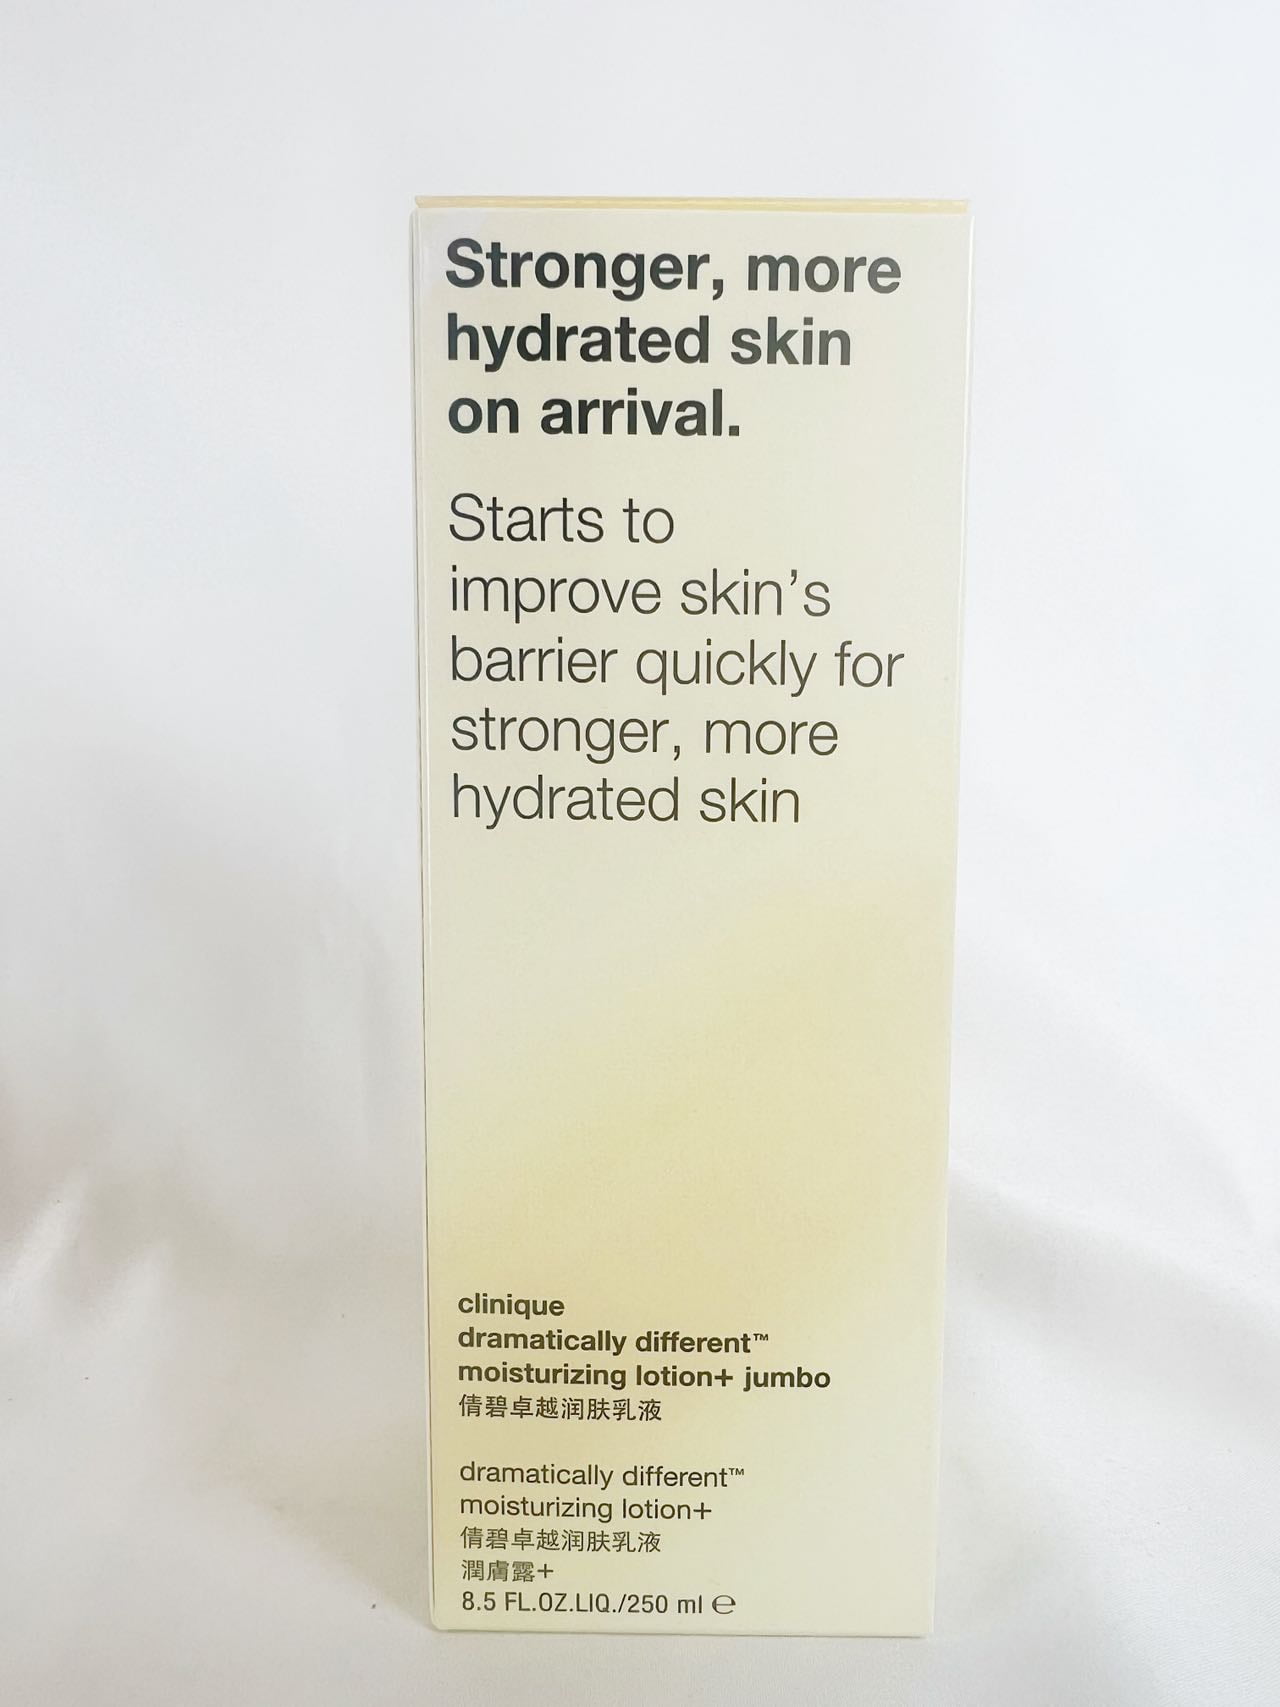 Stronger, more
hydrated skin
on arrival.
Starts to
improve skin's
barrier quickly for
stronger, more
hydrated skin
clinique
dramatically different™
moisturizing lotion+ jumbo
倩碧卓越润肤乳液
dramatically different™
moisturizing lotion+
倩碧卓越润肤乳液
潤膚露+
8.5 FL.OZ.LIQ./250 ml ℮